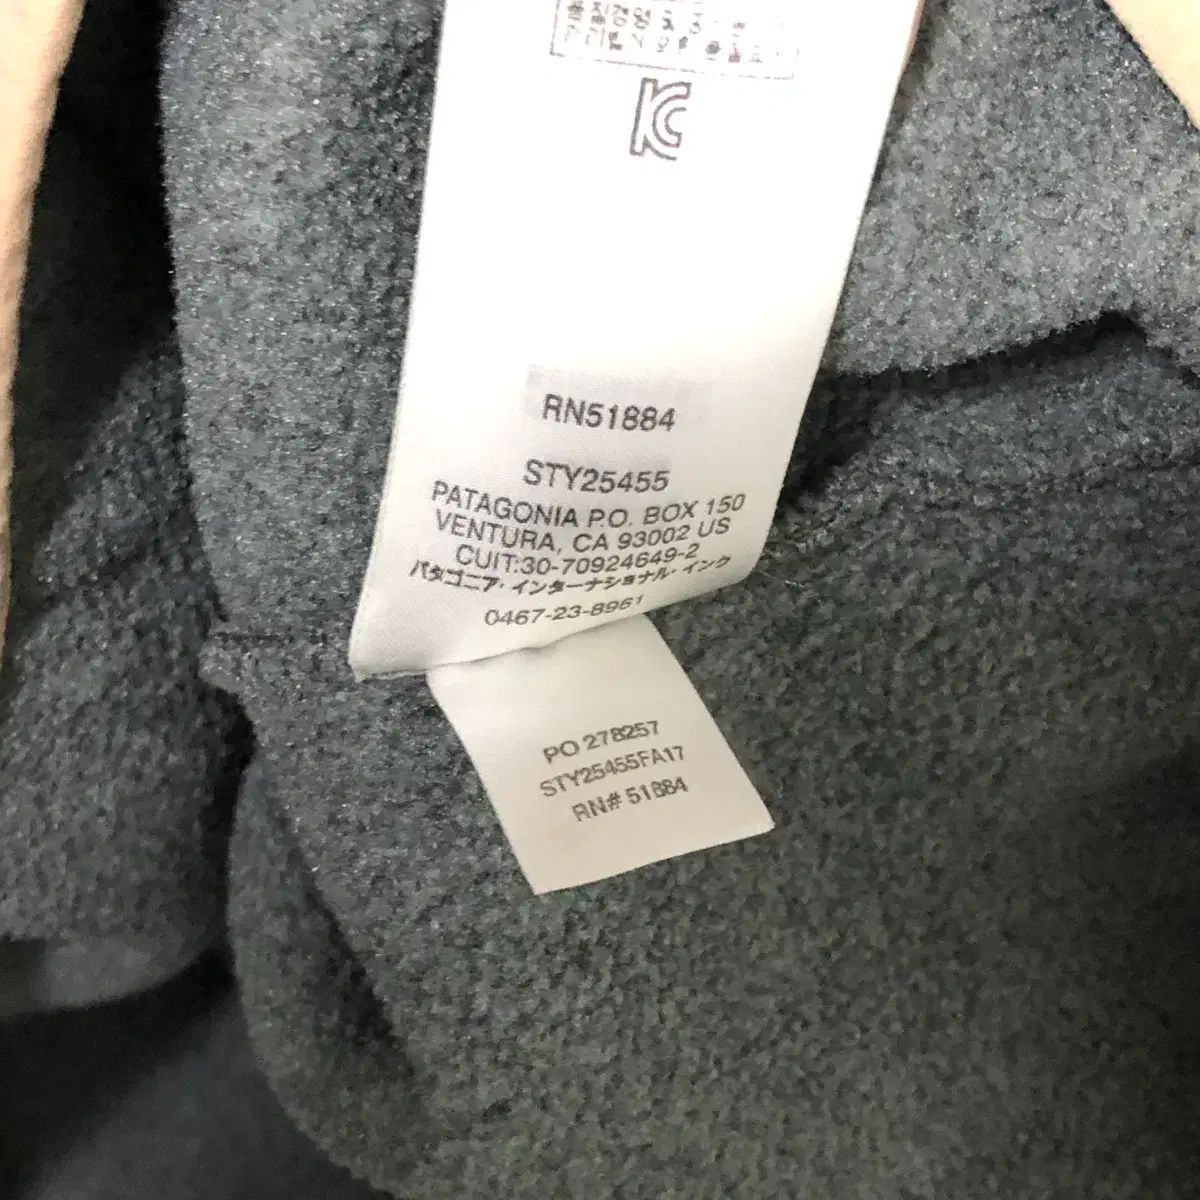 KC
RN51884
STY25455
PATAGONIA P.O. BOX 150
VENTURA, CA 93002 US
CUIT:30-70924649-2
パタゴニア・インターナショナル・インク
0467-23-8961
PO 278257
STY25455FA17
RN# 51884